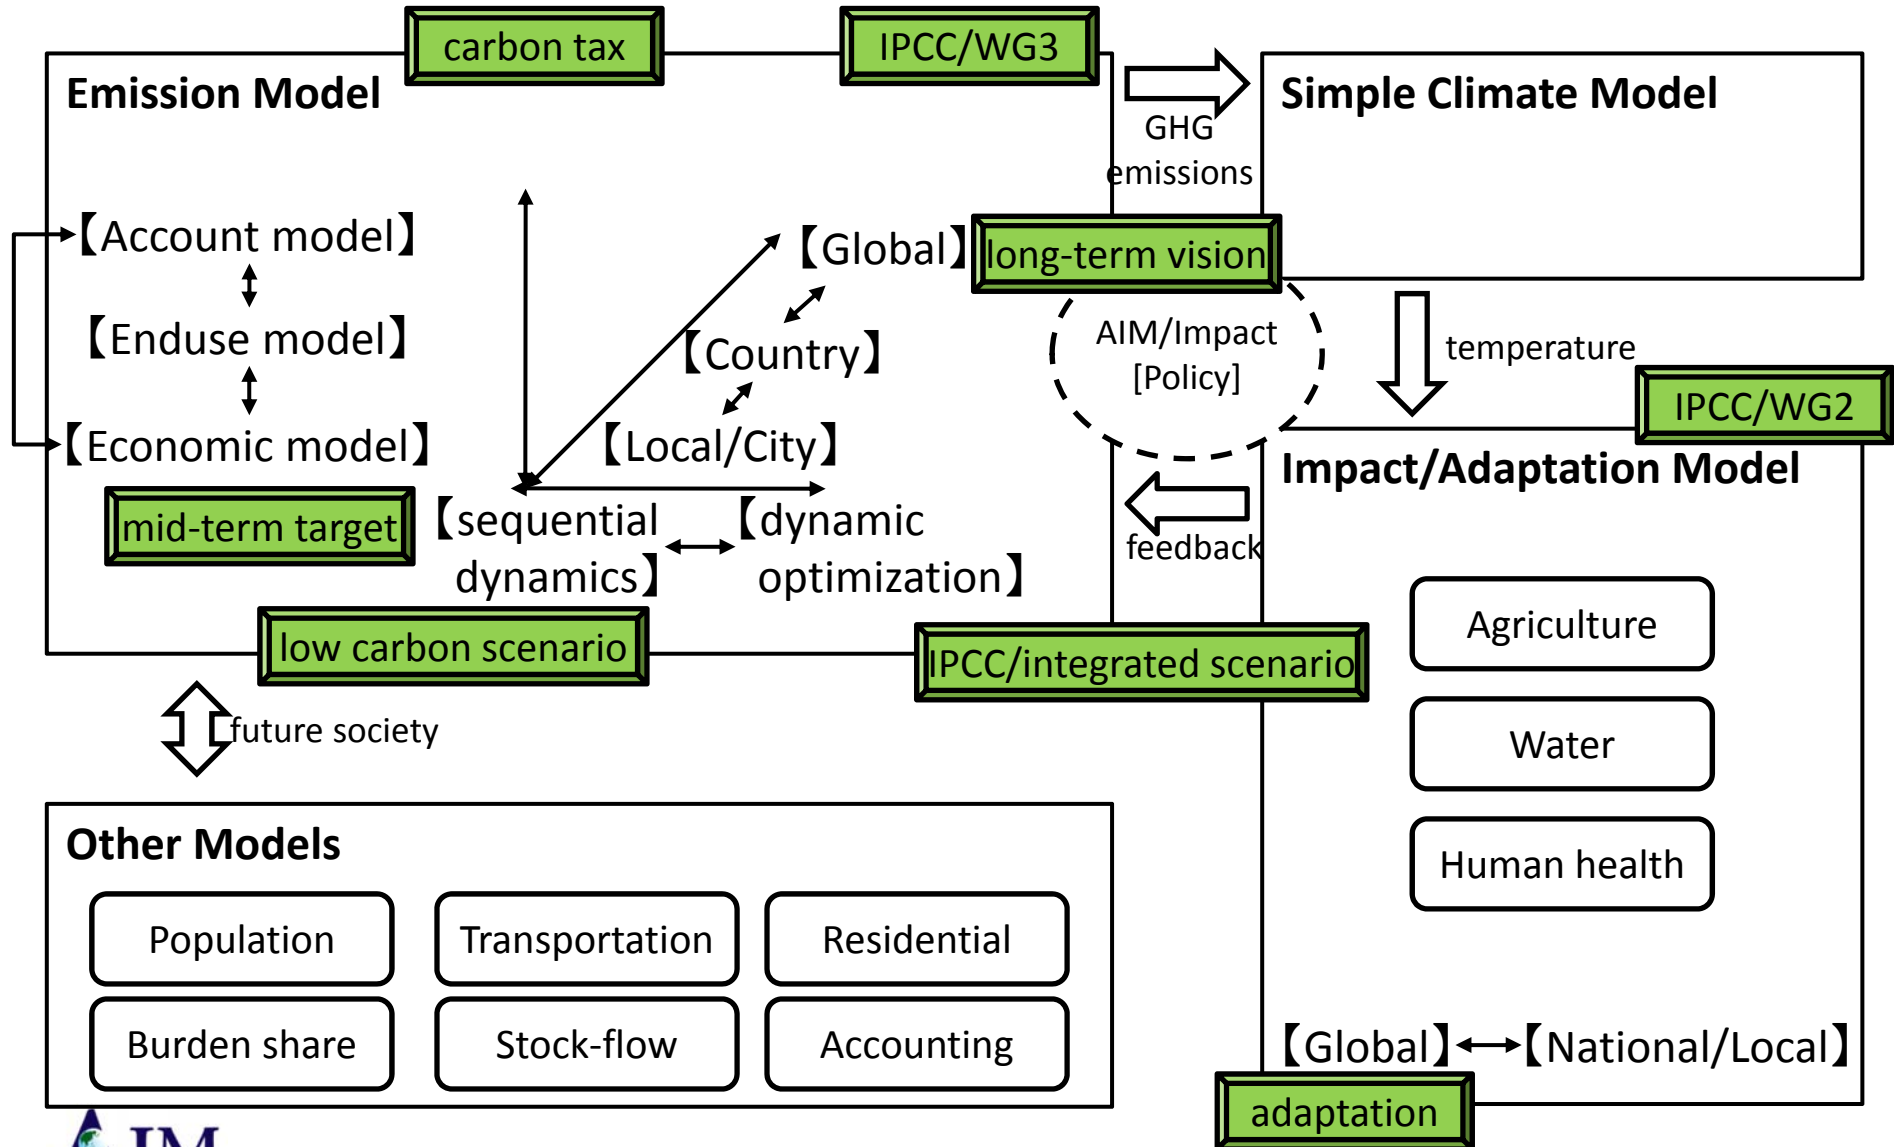 carbon tax
IPCC/WG3
Emission Model
GHG
emissions
Simple Climate Model
【Account model】
【Global】
long-term vision
【Enduse model】
【Country】
AIM/Impact
[Policy]
temperature
IPCC/WG2
【Economic model】
【Local/City】
Impact/Adaptation Model
mid-term target
【sequential
dynamics】
【dynamic
optimization】
feedback
Agriculture
low carbon scenario
IPCC/integrated scenario
future society
Water
Other Models
Human health
Population
Transportation
Residential
Burden share
Stock-flow
Accounting
【Global】
【National/Local】
adaptation
AIM